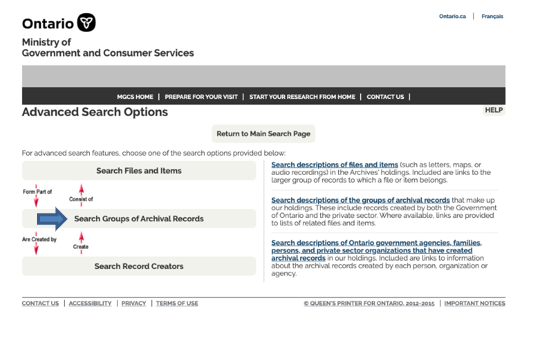 Ontario
Ontario.ca | Français
Ministry of
Government and Consumer Services
MGCS HOME | PREPARE FOR YOUR VISIT | START YOUR RESEARCH FROM HOME | CONTACT US |
Advanced Search Options
HELP
Return to Main Search Page
For advanced search features, choose one of the search options provided below:
Search Files and Items
Form Part of
Consist of
Search Groups of Archival Records
Are Created by
Create
Search Record Creators
Search descriptions of files and items (such as letters, maps, or
audio recordings) in the Archives' holdings. Included are links to the
larger group of records to which a file or item belongs.
Search descriptions of the groups of archival records that make up
our holdings. These include records created by both the Government
of Ontario and the private sector. Where available, links are provided
to lists of related files and items.
Search descriptions of Ontario government agencies, families,
persons, and private sector organizations that have created
archival records in our holdings. Included are links to information
about the archival records created by each person, organization or
agency.
CONTACT US | ACCESSIBILITY | PRIVACY | TERMS OF USE
© QUEEN'S PRINTER FOR ONTARIO, 2012-2015 | IMPORTANT NOTICES